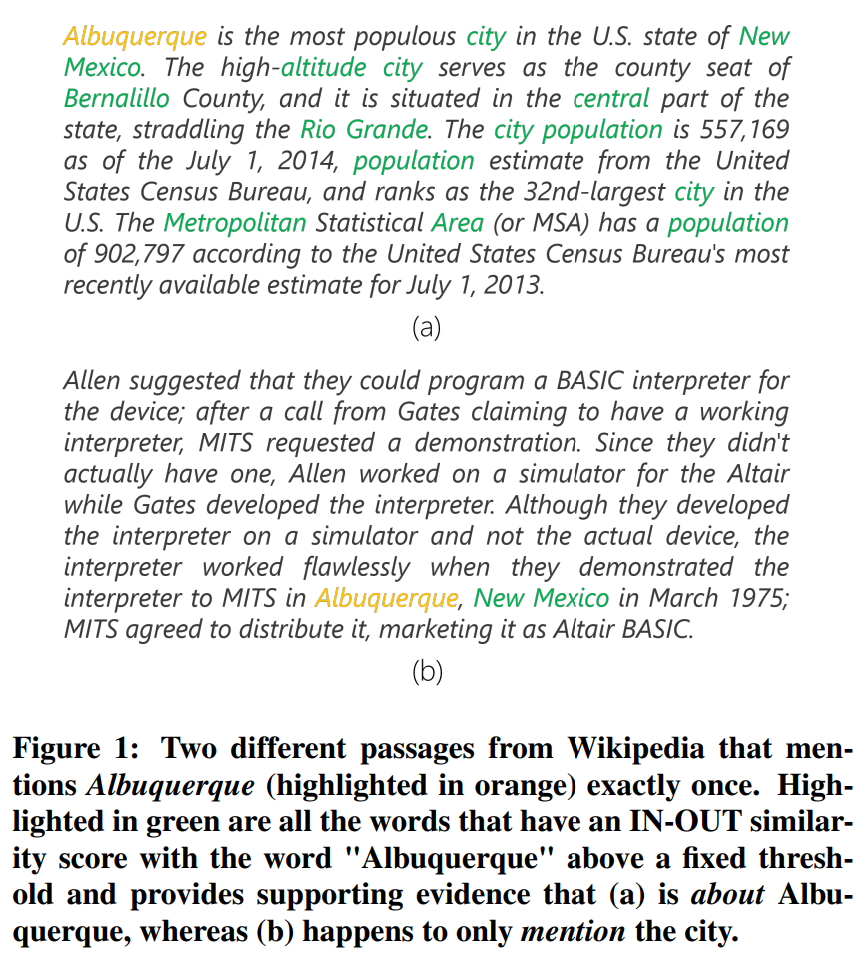 Albuquerque is the most populous city in the U.S. state of New
Mexico. The high-altitude city serves as the county seat of
Bernalillo County, and it is situated in the central part of the
state, straddling the Rio Grande. The city population is 557,169
as of the July 1, 2014, population estimate from the United
States Census Bureau, and ranks as the 32nd-largest city in the
U.S. The Metropolitan Statistical Area (or MSA) has a population
of 902,797 according to the United States Census Bureau's most
recently available estimate for July 1, 2013.
(a)
Allen suggested that they could program a BASIC interpreter for
the device; after a call from Gates claiming to have a working
interpreter, MITS requested a demonstration. Since they didn't
actually have one, Allen worked on a simulator for the Altair
while Gates developed the interpreter. Although they developed
the interpreter on a simulator and not the actual device, the
interpreter worked flawlessly when they demonstrated the
interpreter to MITS in Albuquerque, New Mexico in March 1975;
MITS agreed to distribute it, marketing it as Altair BASIC.
(b)
Figure 1: Two different passages from Wikipedia that men-
tions Albuquerque (highlighted in orange) exactly once. High-
lighted in green are all the words that have an IN-OUT similar-
ity score with the word "Albuquerque" above a fixed thresh-
old and provides supporting evidence that (a) is about Albu-
querque, whereas (b) happens to only mention the city.